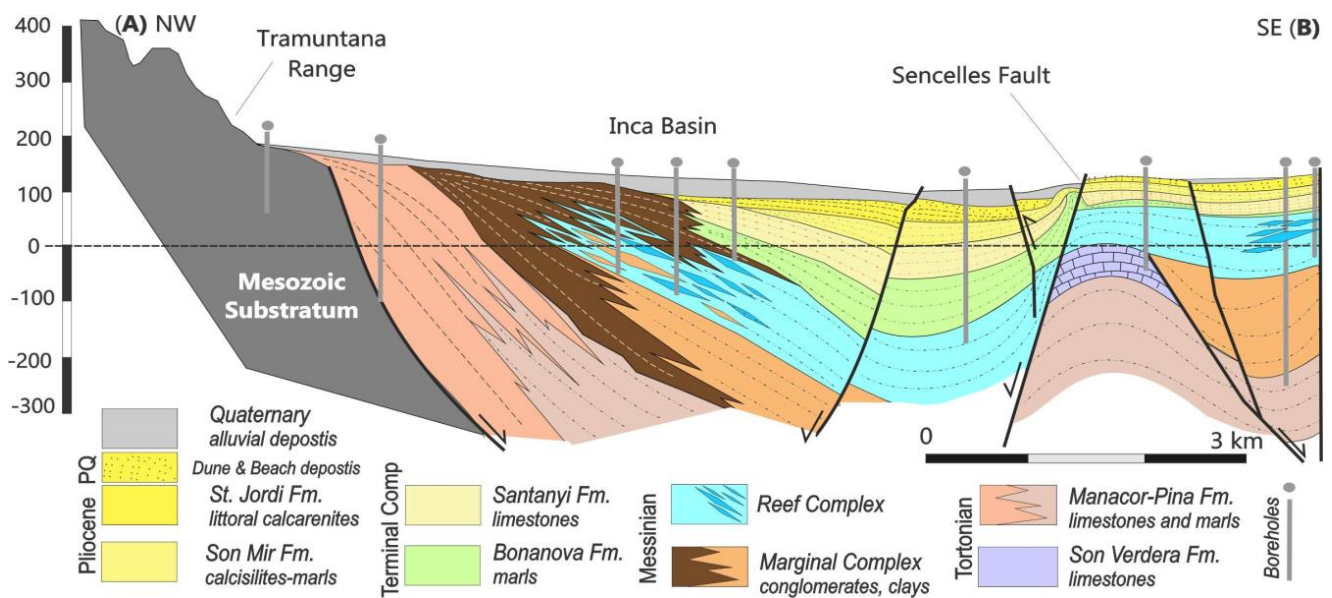 400
(A) NW
SE (B)
Tramuntana
Range
Sencelles Fault
300
Inca Basin
200
100
0
Mesozoic
Substratum
-100
-200
-300
0
3 km
Quaternary
alluvial depostis
Dune & Beach depostis
St. Jordi Fm.
littoral calcarenites
Son Mir Fm.
calcisilites-marls
Pliocene PQ
Terminal Comp
Santanyi Fm.
limestones
Bonanova Fm.
marls
Messinian
Reef Complex
Marginal Complex
conglomerates, clays
Tortonian
Manacor-Pina Fm.
limestones and marls
Son Verdera Fm.
limestones
Boreholes